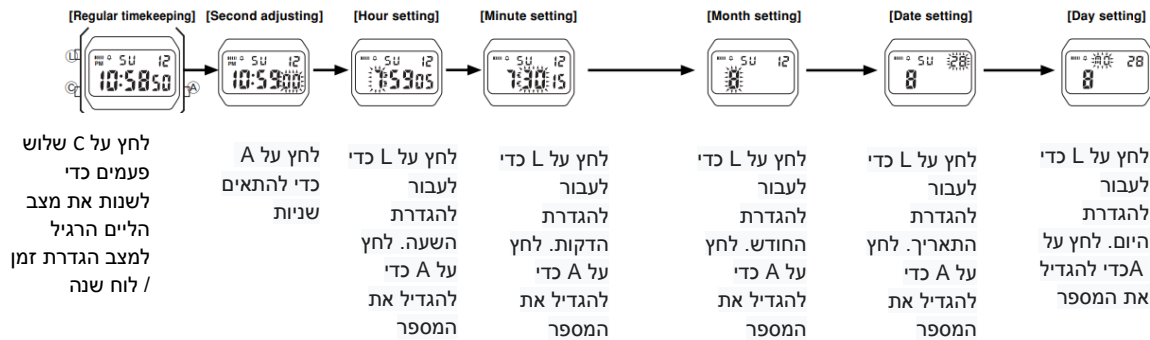 [Regular timekeeping]
[Second adjusting]
[Hour setting]
[Minute setting]
[Month setting]
[Date setting]
[Day setting]
L
C
A
SU 12
PM
10:58 50
SU 12
PM
10:59 00
SU 12
7:59 05
SU 12
7:30 15
SU 12
8
SU 28
8
MO 28
8
לחץ על C שלוש
פעמים כדי
לשנות את מצב
הליים הרגיל
למצב הגדרת זמן
/ לוח שנה
לחץ על A
כדי להתאים
שניות
לחץ על L כדי
לעבור
להגדרת
השעה. לחץ
על A כדי
להגדיל את
המספר
לחץ על L כדי
לעבור
להגדרת
הדקות. לחץ
על A כדי
להגדיל את
המספר
לחץ על L כדי
לעבור
להגדרת
החודש. לחץ
על A כדי
להגדיל את
המספר
לחץ על L כדי
לעבור
להגדרת
התאריך. לחץ
על A כדי
להגדיל את
המספר
לחץ על L כדי
לעבור
להגדרת
היום. לחץ על
Aכדי להגדיל
את המספר